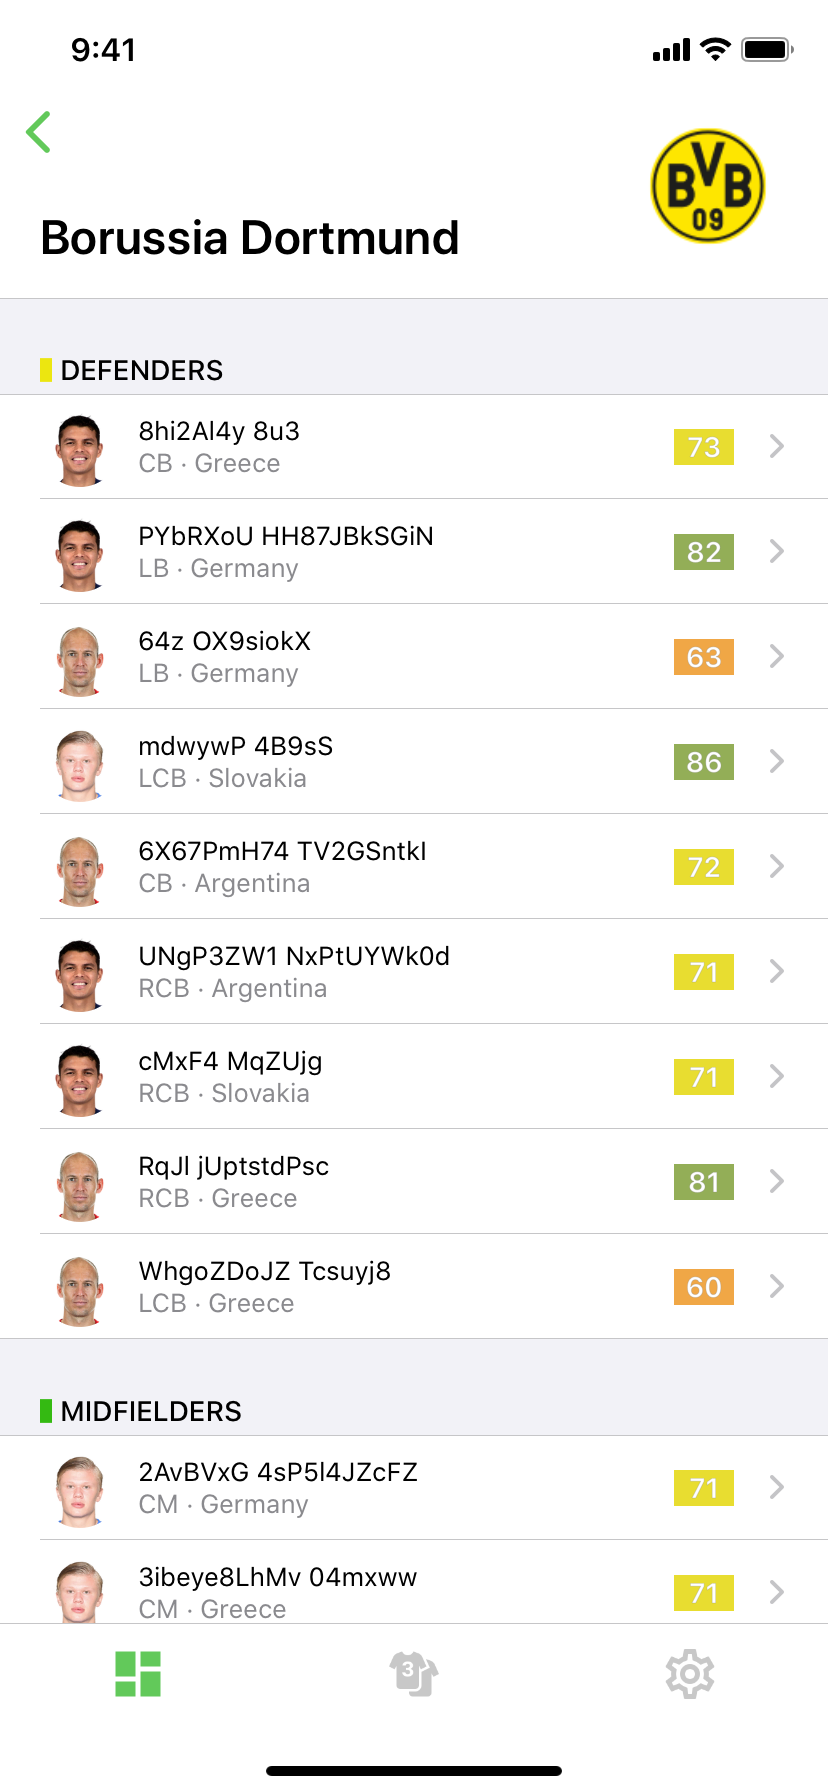 9:41
BVB
09
Borussia Dortmund
DEFENDERS
8hi2Al4y 8u3
CB · Greece
73
PYbRXoU HH87JBkSGiN
LB · Germany
82
64z OX9siokX
LB · Germany
63
mdwywP 4B9sS
LCB · Slovakia
86
6X67PmH74 TV2GSntkI
CB · Argentina
72
UNgP3ZW1 NxPtUYWk0d
RCB · Argentina
71
cMxF4 MqZUjg
RCB · Slovakia
71
RqJl jUptstdPsc
RCB · Greece
81
WhgoZDoJZ Tcsuyj8
LCB · Greece
60
MIDFIELDERS
2AvBVxG 4sP5l4JZcFZ
CM · Germany
71
3ibeye8LhMv 04mxww
CM · Greece
71
3